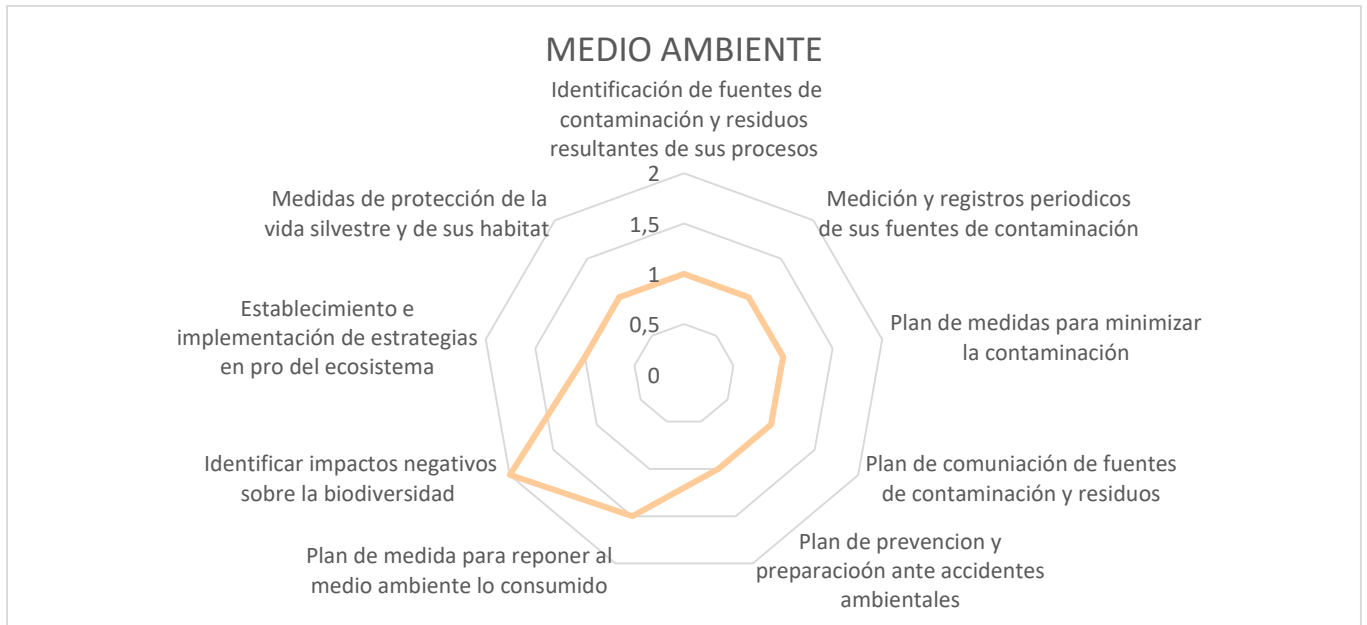 MEDIO AMBIENTE
Identificación de fuentes de
contaminación y residuos
resultantes de sus procesos
Medición y registros periodicos
de sus fuentes de contaminación
Plan de medidas para minimizar
la contaminación
Plan de comuniación de fuentes
de contaminación y residuos
Plan de prevencion y
preparacioón ante accidentes
ambientales
Plan de medida para reponer al
medio ambiente lo consumido
Identificar impactos negativos
sobre la biodiversidad
Establecimiento e
implementación de estrategias
en pro del ecosistema
Medidas de protección de la
vida silvestre y de sus habitat
2
1,5
1
0,5
0